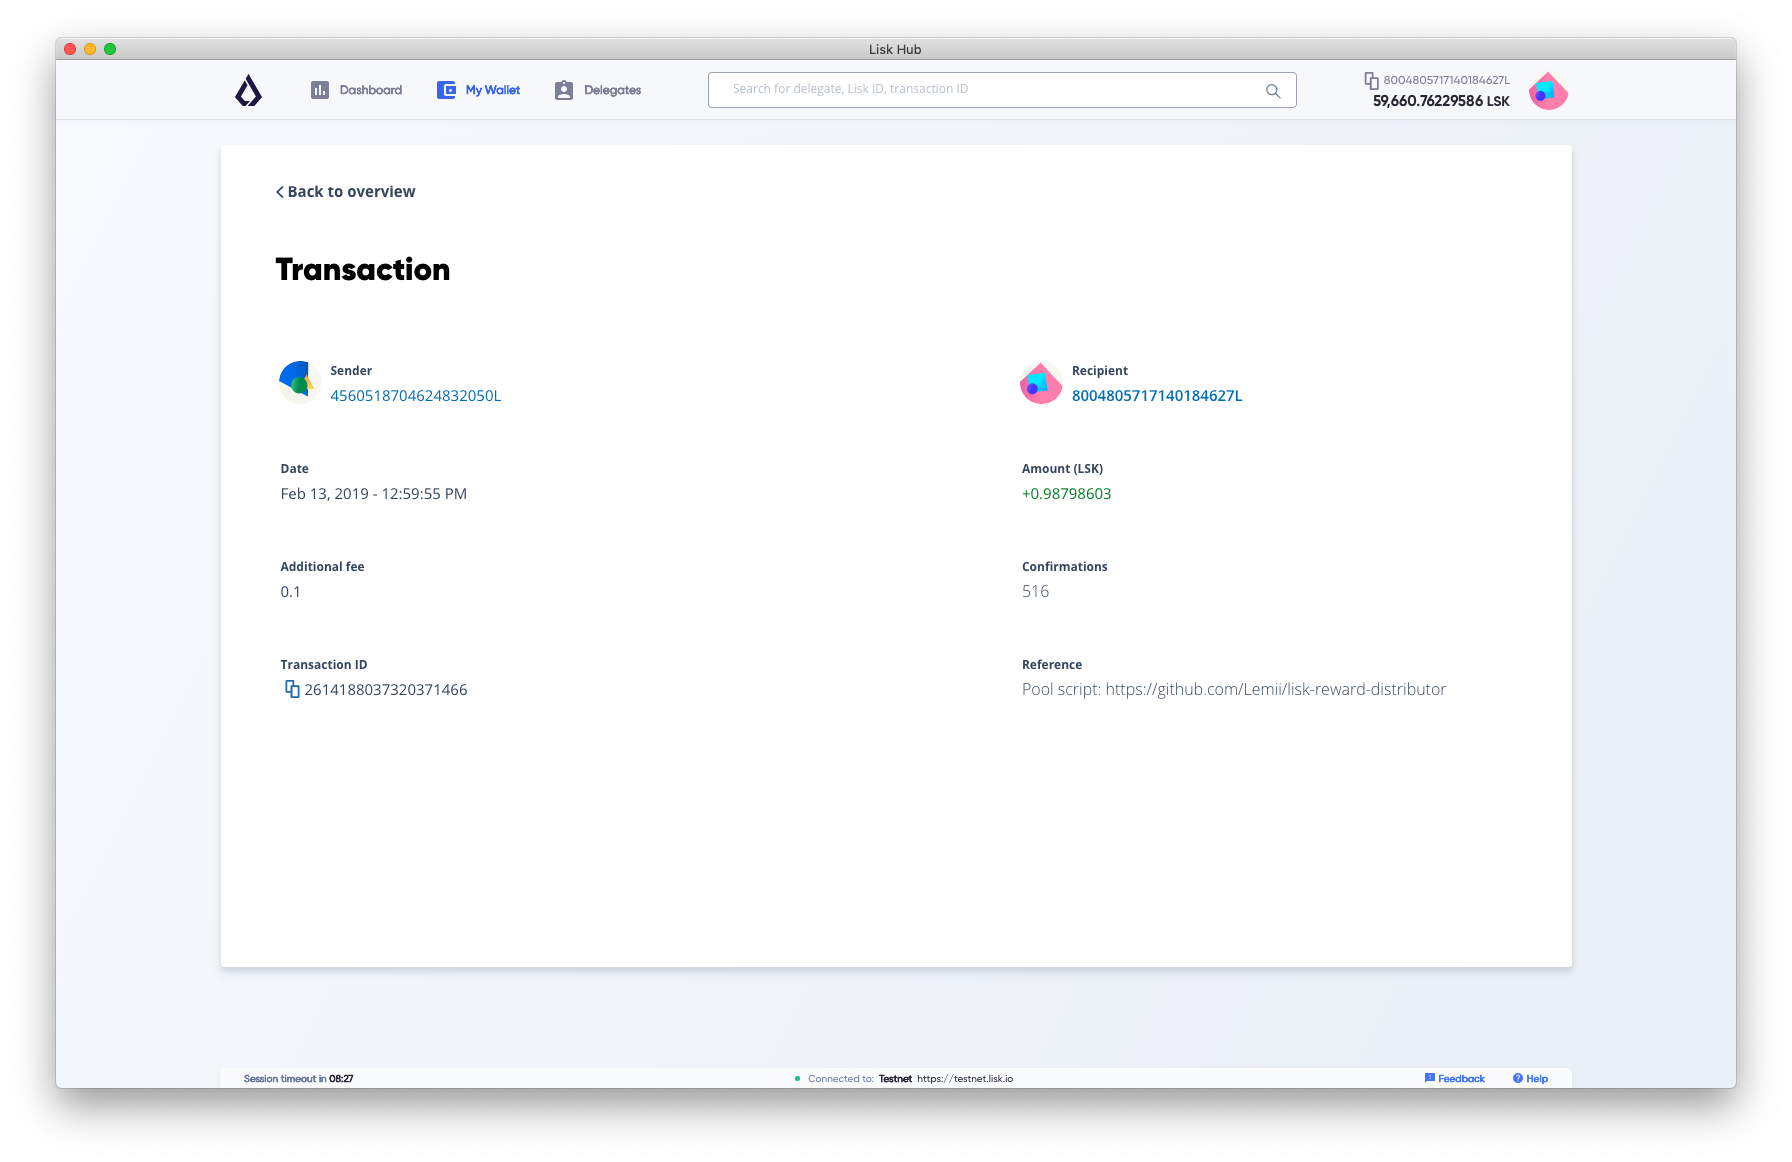 Lisk Hub
Dashboard
My Wallet
Delegates
Search for delegate, Lisk ID, transaction ID
8004805717140184627L
59,660.76229586 LSK
Back to overview
Transaction
Sender
4560518704624832050L
Recipient
8004805717140184627L
Date
Feb 13, 2019 - 12:59:55 PM
Amount (LSK)
+0.98798603
Additional fee
0.1
Confirmations
516
Transaction ID
2614188037320371466
Reference
Pool script: https://github.com/Lemii/lisk-reward-distributor
Session timeout in 08:27
Connected to: Testnet https://testnet.lisk.io
Feedback
Help